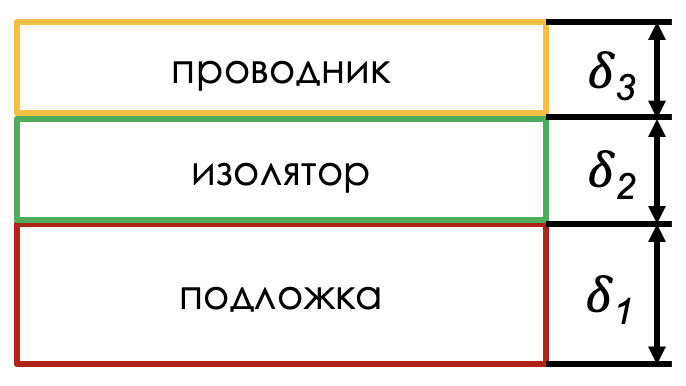 проводник δ3
изолятор δ2
подложка δ1